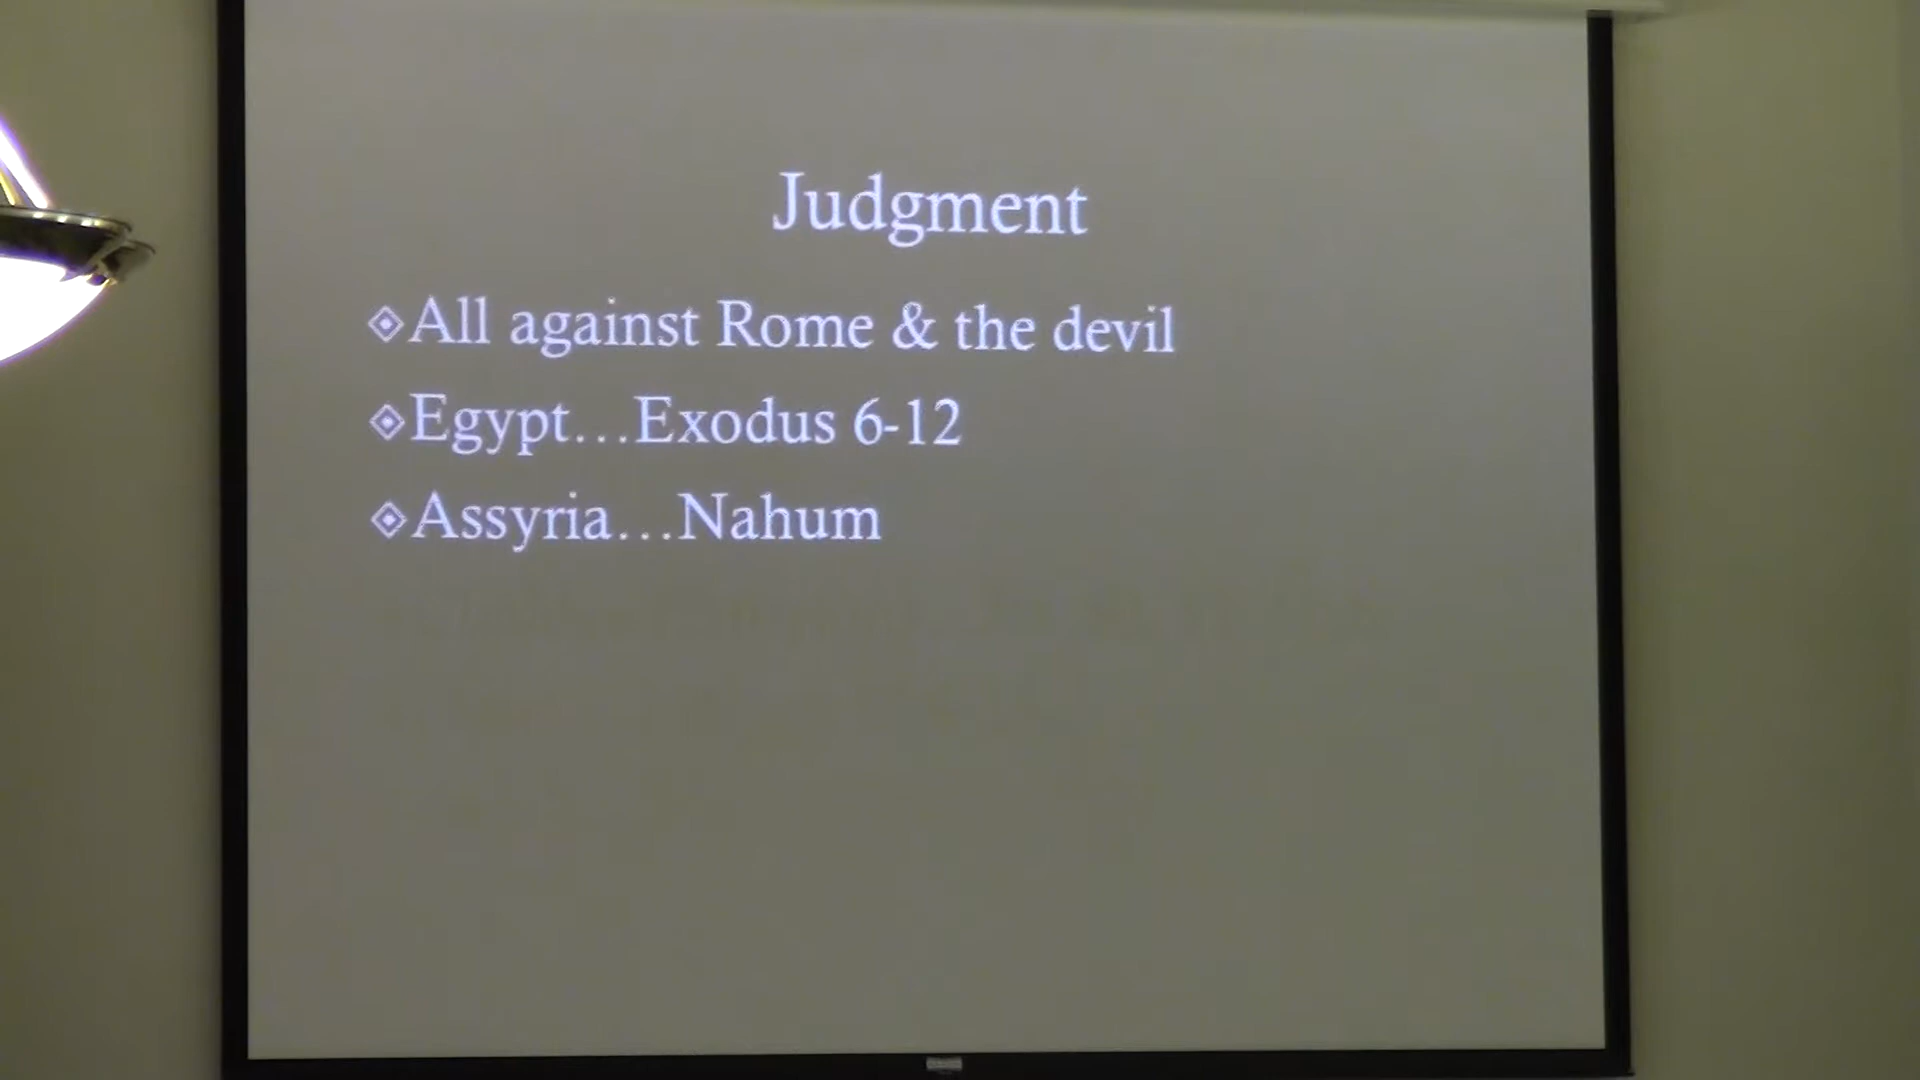 Judgment
All against Rome & the devil
Egypt...Exodus 6-12
Assyria...Nahum